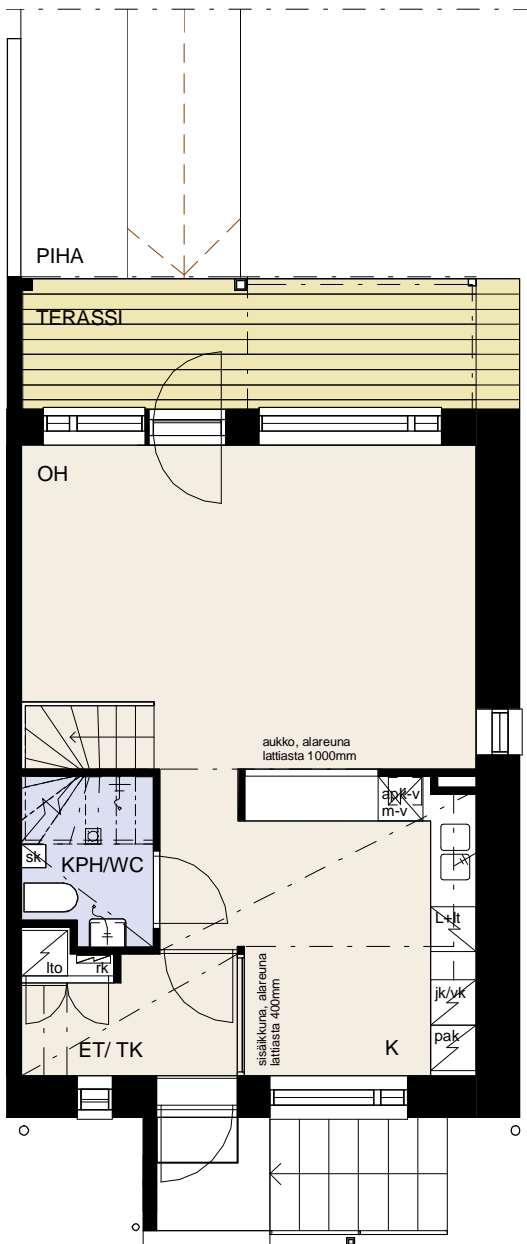 PIHA
TERASSI
OH
aukko, alareuna
lattiasta 1000mm
apk-v
m-v
sk
KPH/WC
L+lt
lto
rk
jk/vk
sisäikkuna, alareuna
lattiasta 400mm
pak
ET/ TK
K